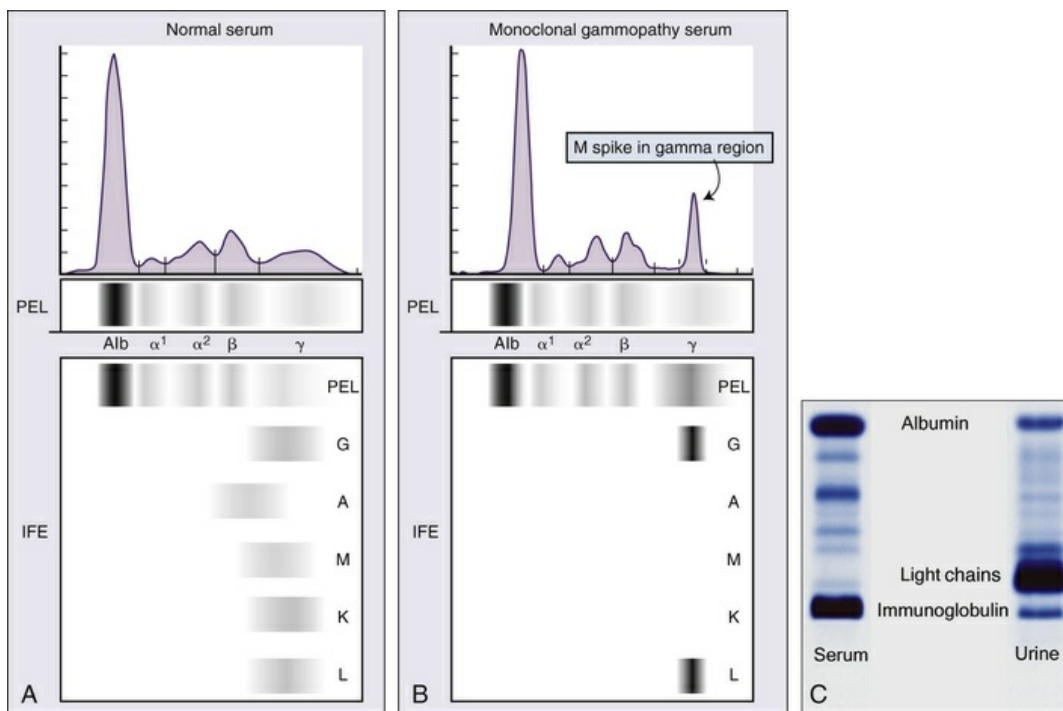 Normal serum
PEL
Alb α¹ α² β γ
PEL
G
A
IFE
M
K
L
A
Monoclonal gammopathy serum
M spike in gamma region
PEL
Alb α¹ α² β γ
PEL
G
A
IFE
M
K
L
B
Albumin
Light chains
Immunoglobulin
Serum Urine
C